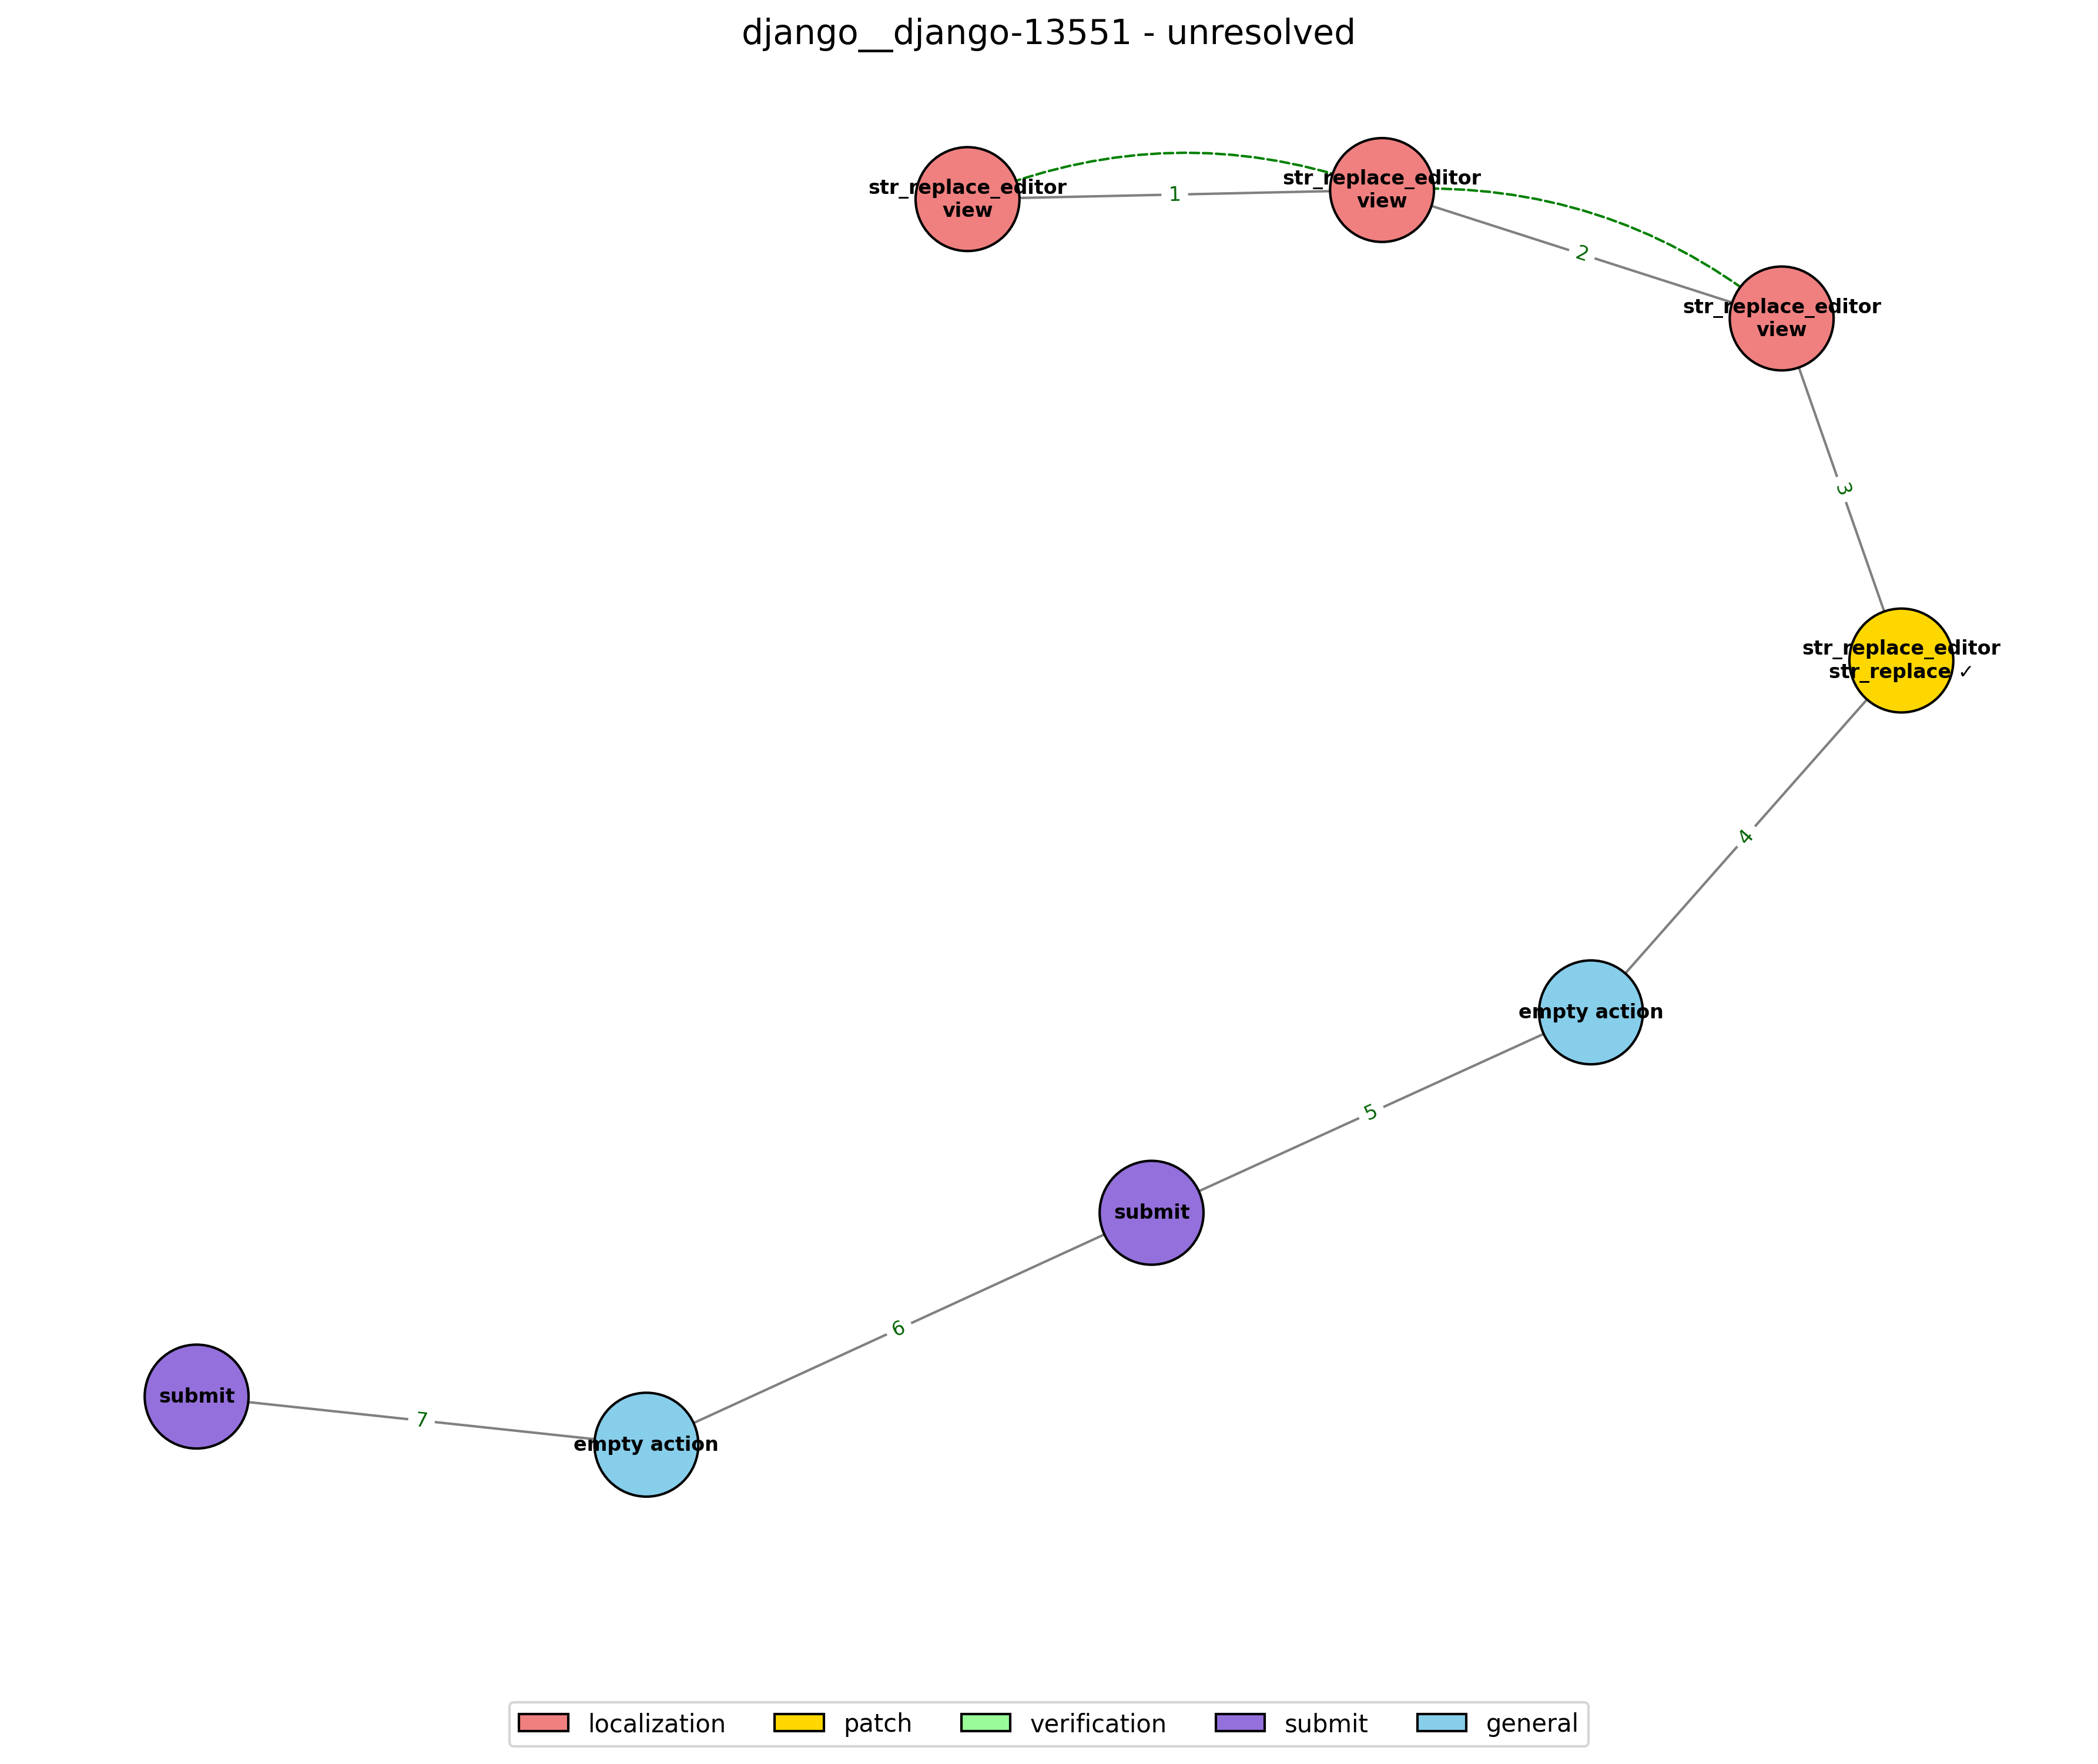 django__django-13551 - unresolved
str_replace_editor
view
1
str_replace_editor
view
2
str_replace_editor
view
3
str_replace_editor
str_replace ✓
4
empty action
5
submit
6
empty action
7
submit
localization
patch
verification
submit
general